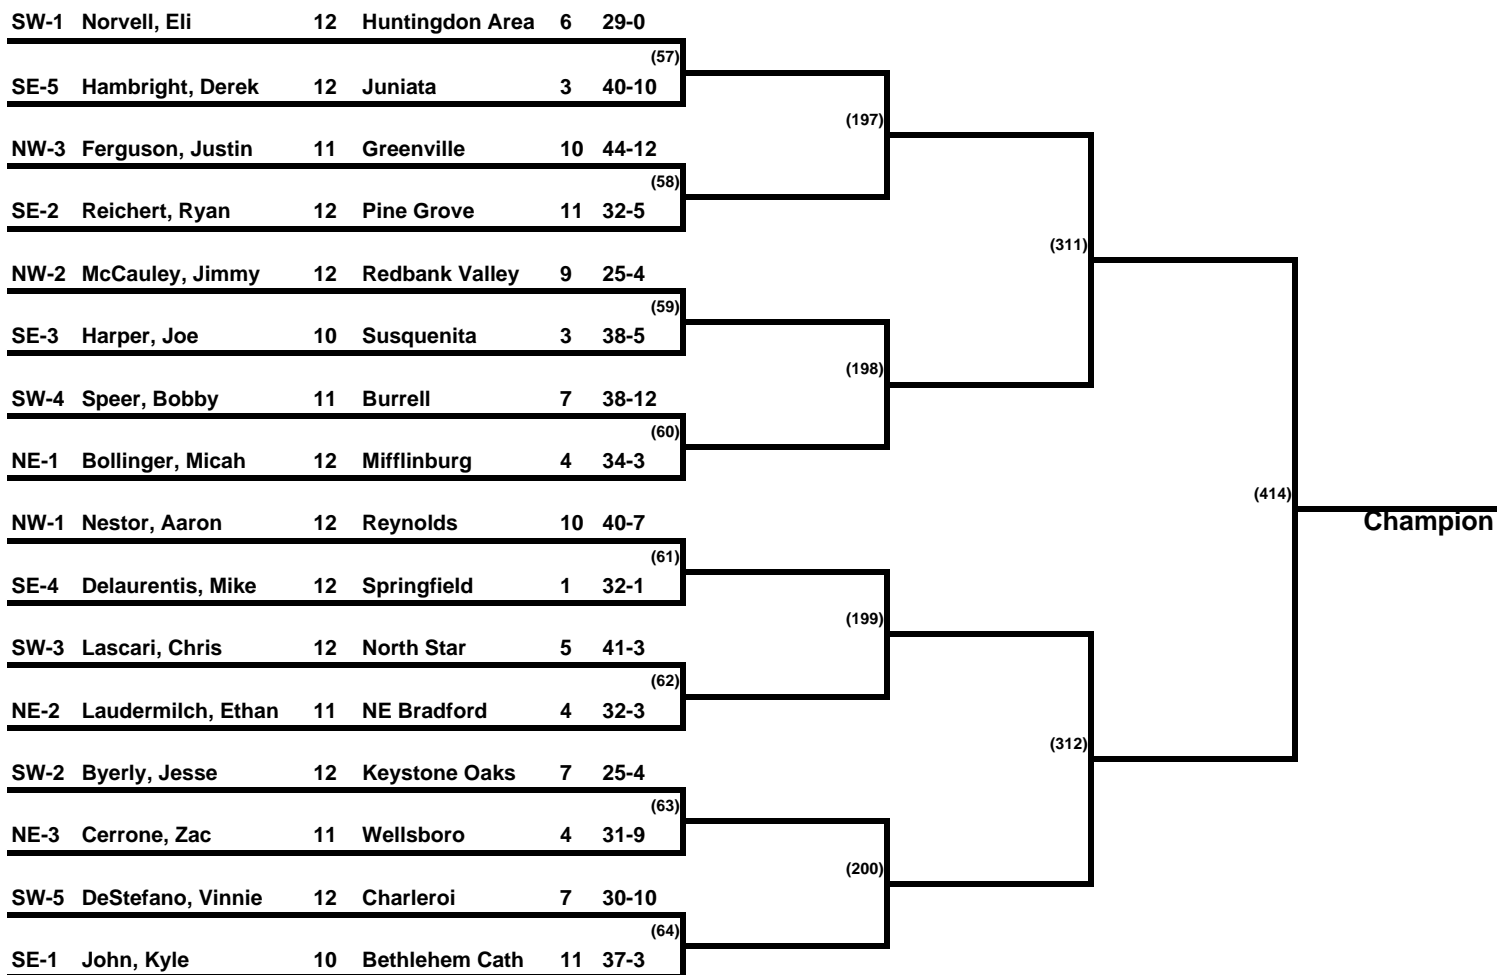 SW-1 Norvell, Eli 12 Huntingdon Area 6 29-0
(57)
SE-5 Hambright, Derek 12 Juniata 3 40-10
(197)
NW-3 Ferguson, Justin 11 Greenville 10 44-12
(58)
SE-2 Reichert, Ryan 12 Pine Grove 11 32-5
(311)
NW-2 McCauley, Jimmy 12 Redbank Valley 9 25-4
(59)
SE-3 Harper, Joe 10 Susquenita 3 38-5
(198)
SW-4 Speer, Bobby 11 Burrell 7 38-12
(60)
NE-1 Bollinger, Micah 12 Mifflinburg 4 34-3
(414)
Champion
NW-1 Nestor, Aaron 12 Reynolds 10 40-7
(61)
SE-4 Delaurentis, Mike 12 Springfield 1 32-1
(199)
SW-3 Lascari, Chris 12 North Star 5 41-3
(62)
NE-2 Laudermilch, Ethan 11 NE Bradford 4 32-3
(312)
SW-2 Byerly, Jesse 12 Keystone Oaks 7 25-4
(63)
NE-3 Cerrone, Zac 11 Wellsboro 4 31-9
(200)
SW-5 DeStefano, Vinnie 12 Charleroi 7 30-10
(64)
SE-1 John, Kyle 10 Bethlehem Cath 11 37-3